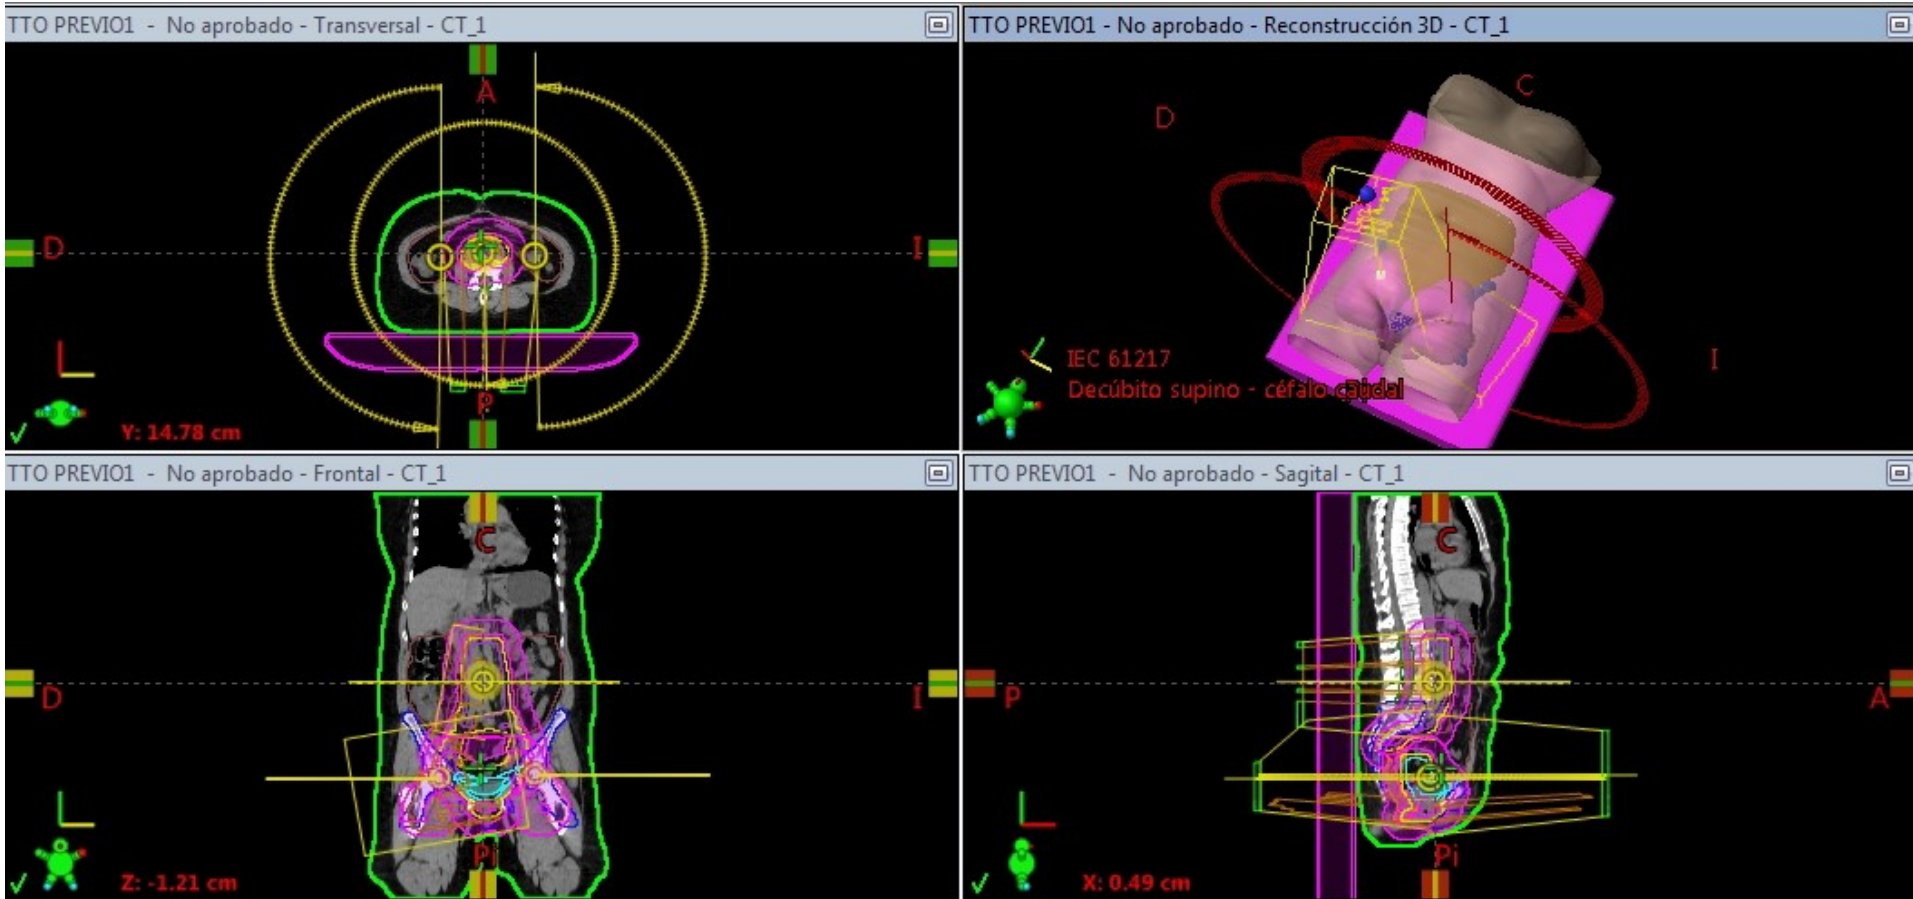 TTO PREVIO1 - No aprobado - Transversal - CT_1
A
D
I
P
Y: 14.78 cm
TTO PREVIO1 - No aprobado - Reconstrucción 3D - CT_1
C
D
I
IEC 61217
Decúbito supino - céfalo caudal
TTO PREVIO1 - No aprobado - Frontal - CT_1
C
D
I
Pi
Z: -1.21 cm
TTO PREVIO1 - No aprobado - Sagital - CT_1
C
P
A
Pi
X: 0.49 cm